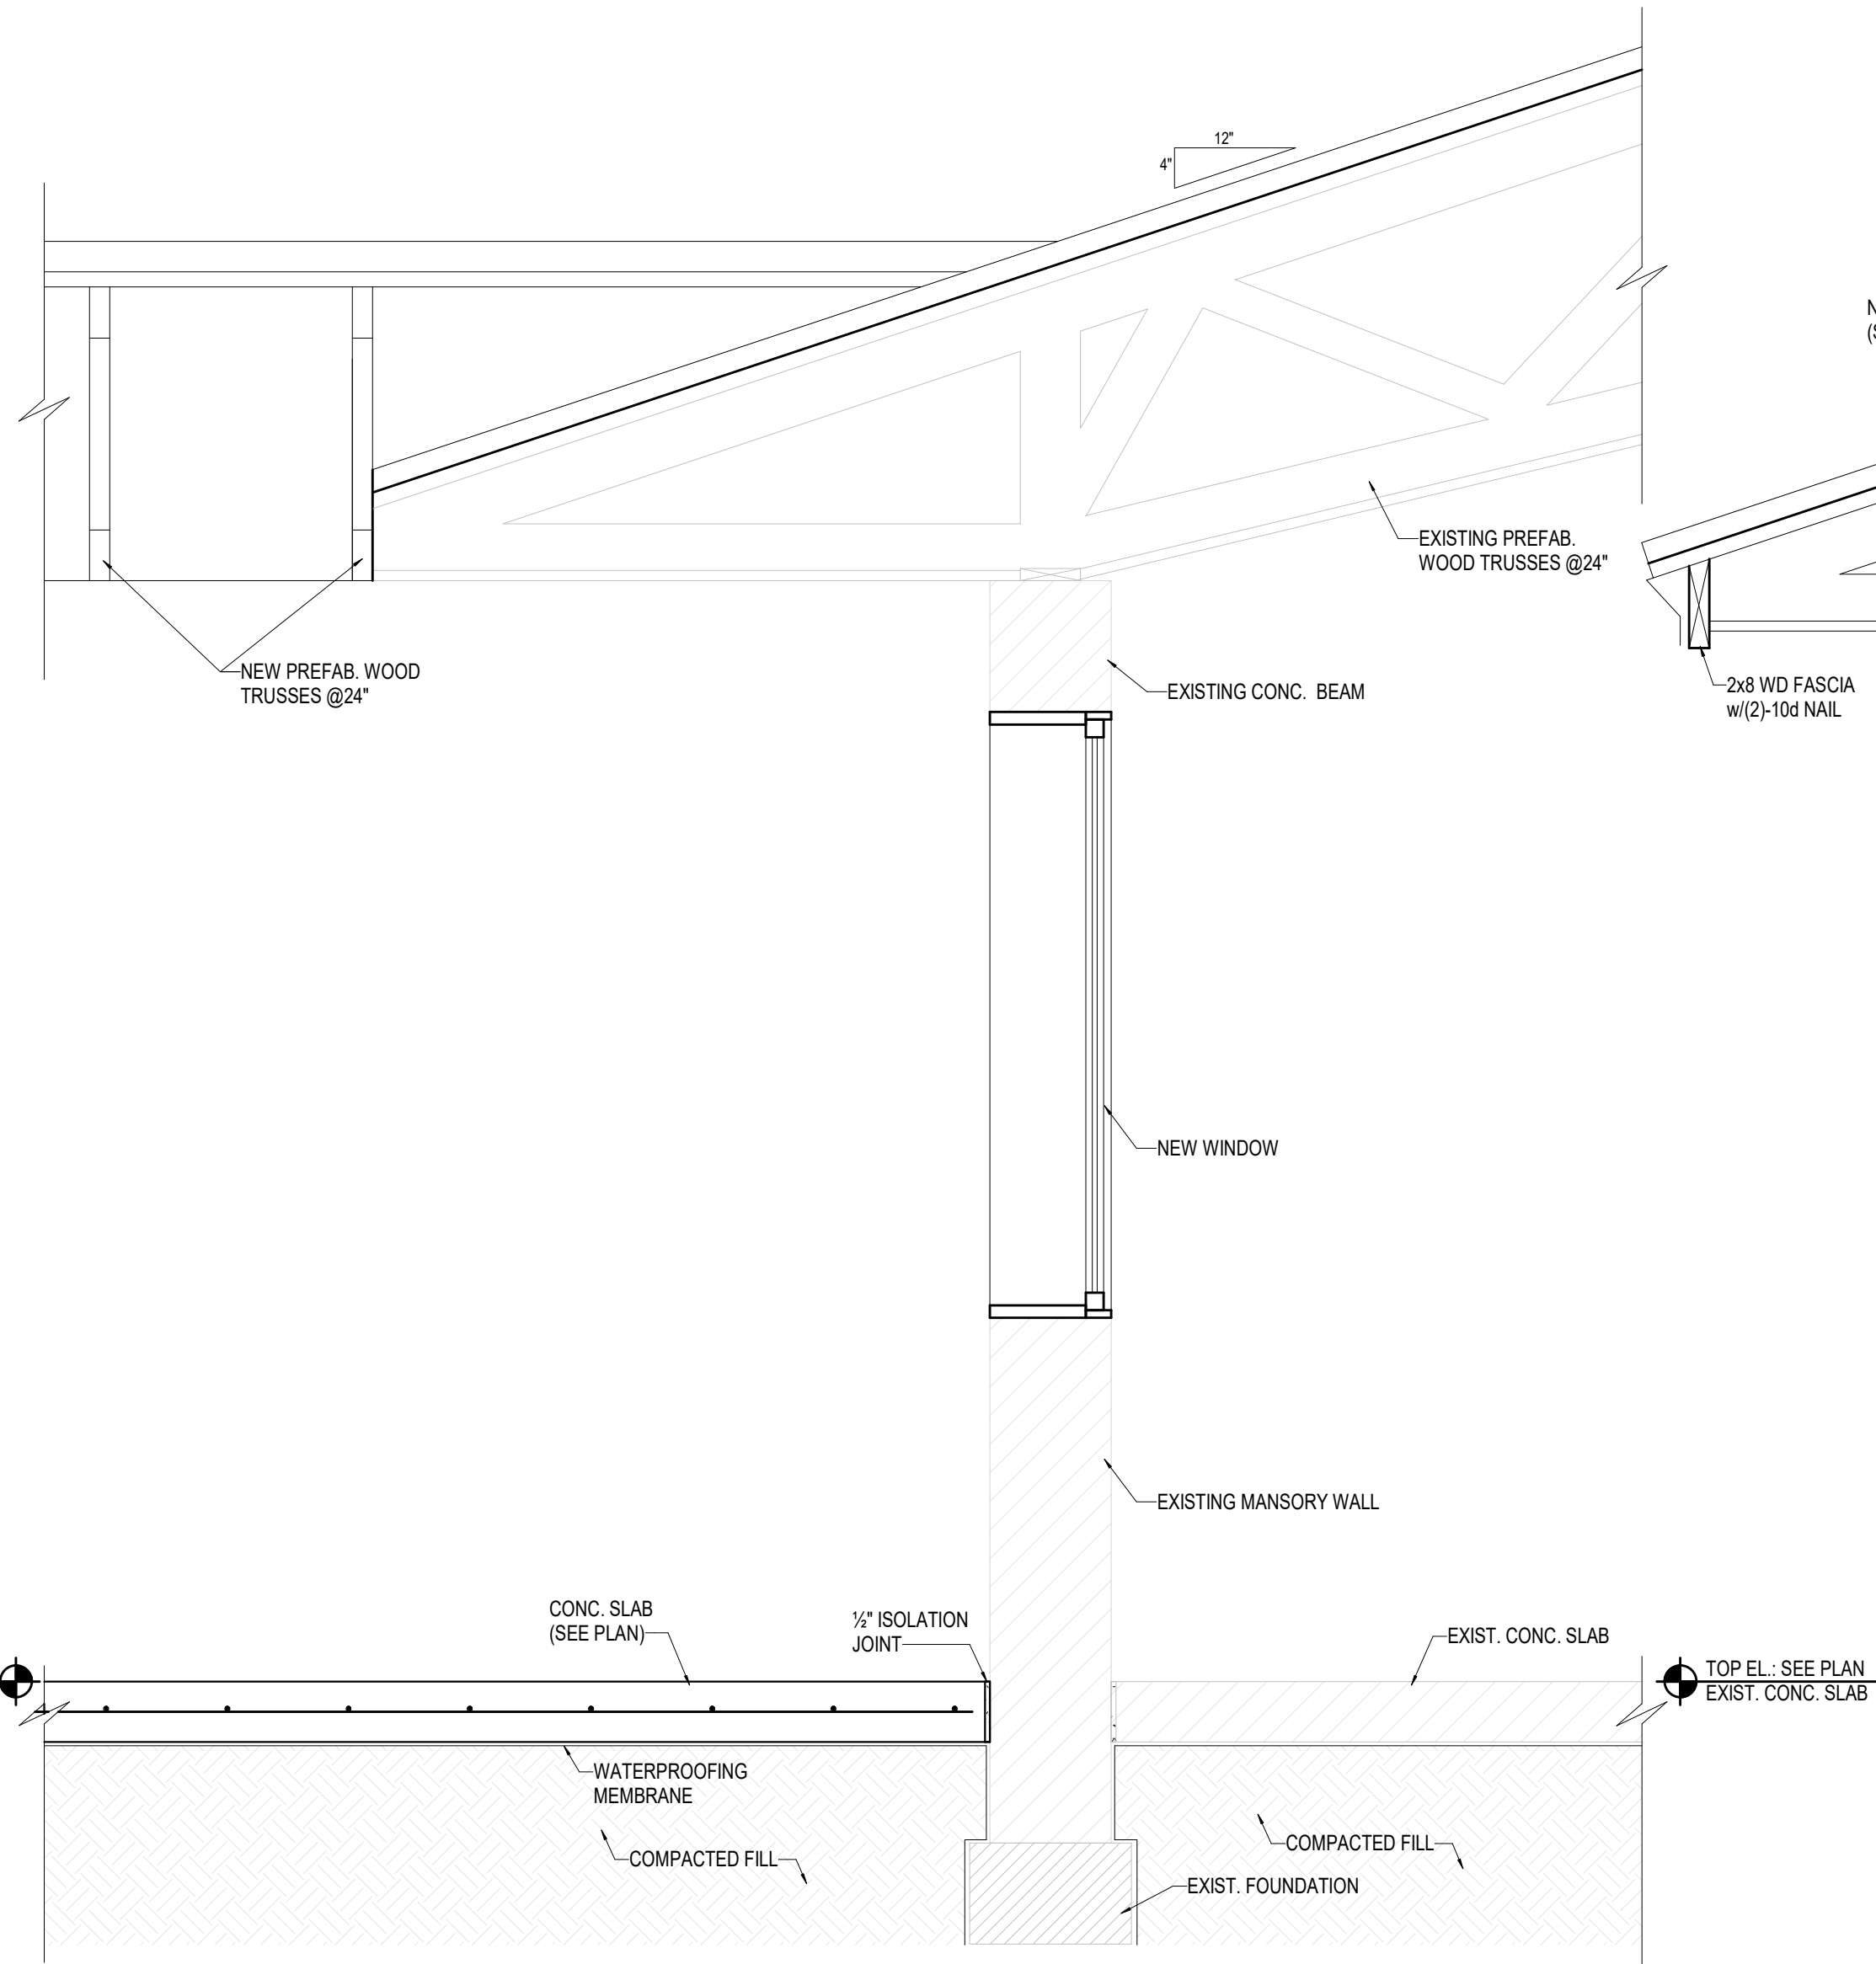 12"
4"
N
(S
EXISTING PREFAB.
WOOD TRUSSES @24"
NEW PREFAB. WOOD
TRUSSES @24"
EXISTING CONC. BEAM
2x8 WD FASCIA
w/(2)-10d NAIL
NEW WINDOW
EXISTING MANSORY WALL
CONC. SLAB
(SEE PLAN)
½" ISOLATION
JOINT
EXIST. CONC. SLAB
TOP EL.: SEE PLAN
EXIST. CONC. SLAB
WATERPROOFING
MEMBRANE
COMPACTED FILL
COMPACTED FILL
EXIST. FOUNDATION